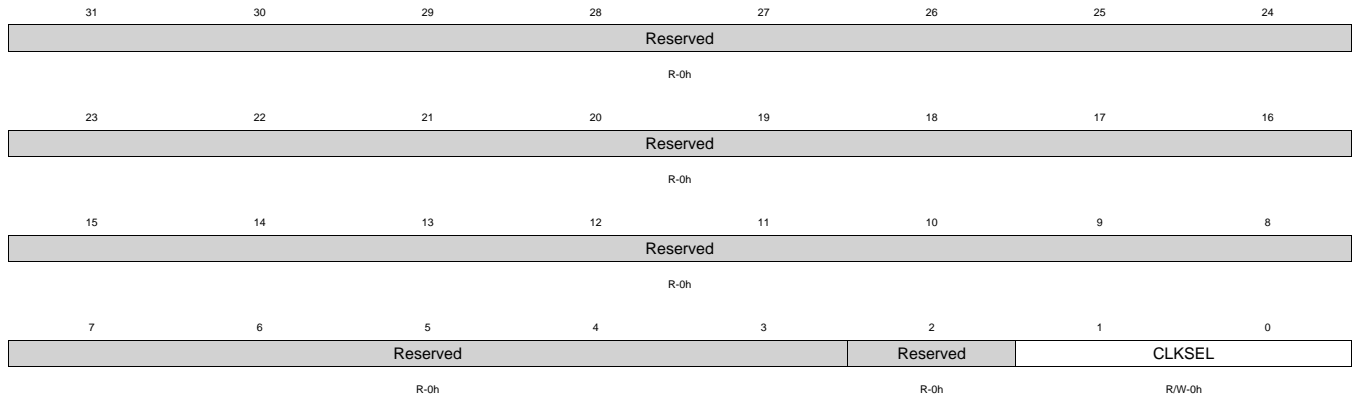 31 30 29 28 27 26 25 24
Reserved
R-0h
23 22 21 20 19 18 17 16
Reserved
R-0h
15 14 13 12 11 10 9 8
Reserved
R-0h
7 6 5 4 3 2 1 0
Reserved Reserved CLKSEL
R-0h R-0h R/W-0h